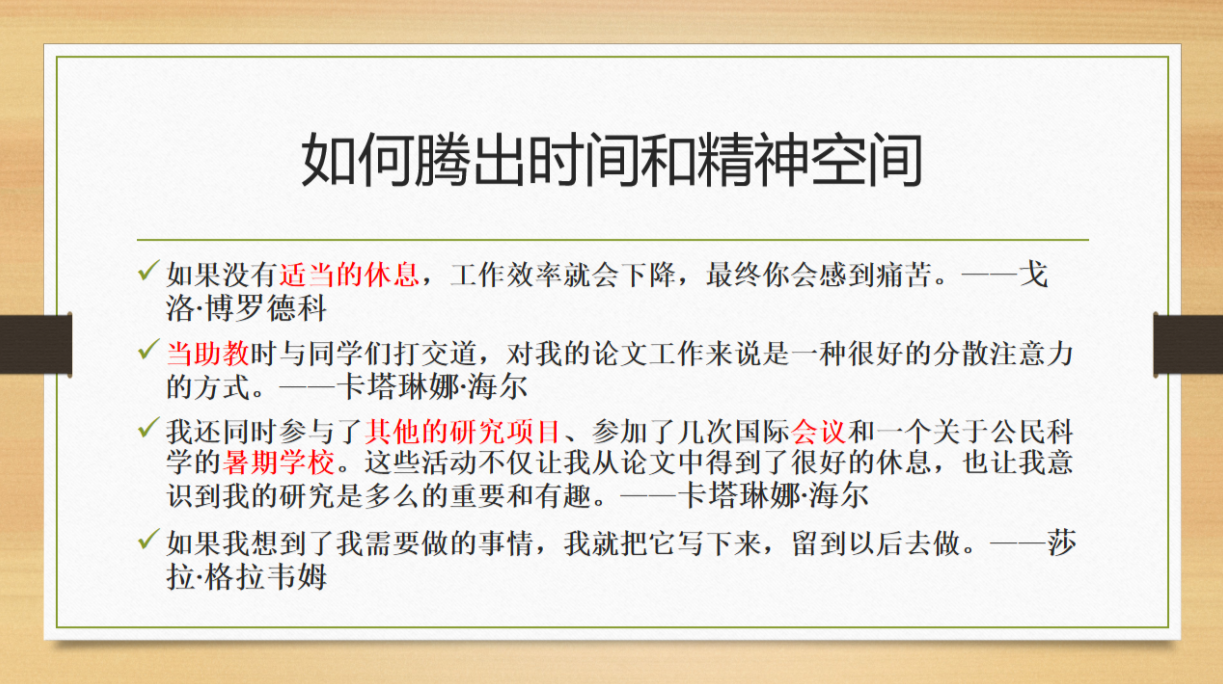 如何腾出时间和精神空间
如果没有适当的休息，工作效率就会下降，最终你会感到痛苦。——戈
洛·博罗德科
当助教时与同学们打交道，对我的论文工作来说是一种很好的分散注意力
的方式。——卡塔琳娜·海尔
我还同时参与了其他的研究项目、参加了几次国际会议和一个关于公民科
学的暑期学校。这些活动不仅让我从论文中得到了很好的休息，也让我意
识到我的研究是多么的重要和有趣。——卡塔琳娜·海尔
如果我想到了我需要做的事情，我就把它写下来，留到以后去做。——莎
拉·格拉韦姆